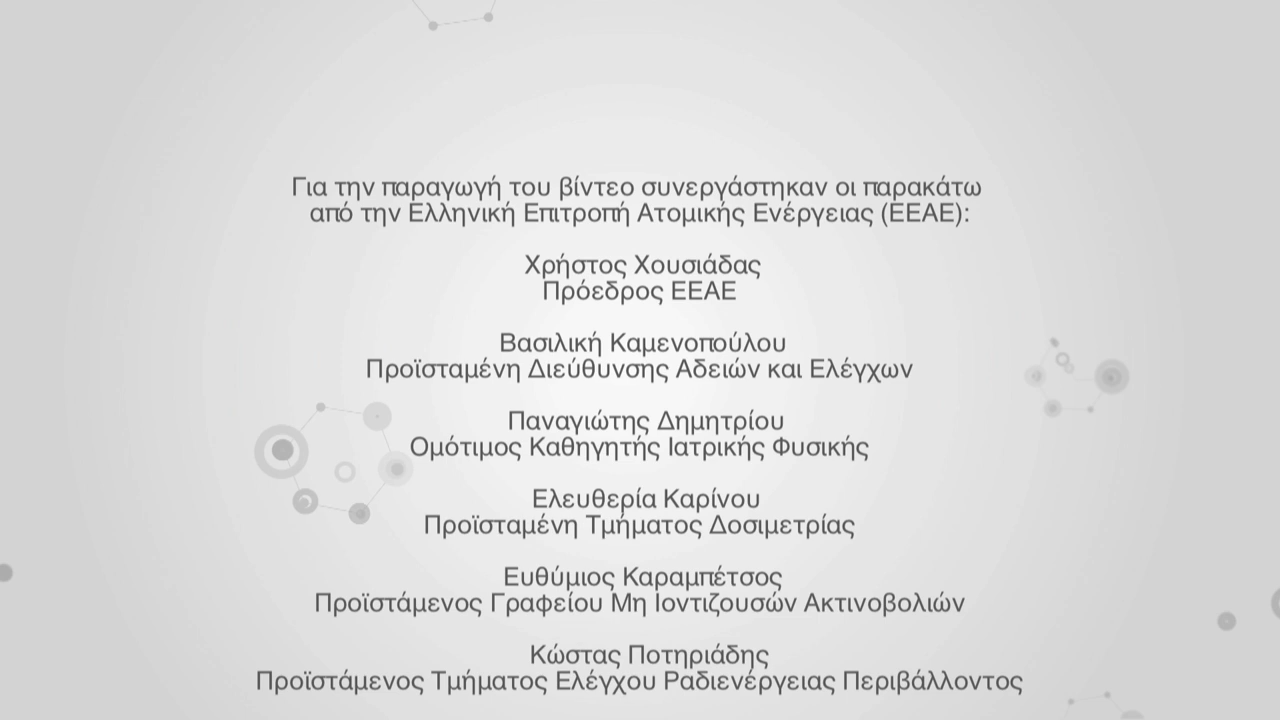 Για την παραγωγή του βίντεο συνεργάστηκαν οι παρακάτω
από την Ελληνική Επιτροπή Ατομικής Ενέργειας (ΕΕΑΕ):
Χρήστος Χουσιάδας
Πρόεδρος ΕΕΑΕ
Βασιλική Καμενοπούλου
Προϊσταμένη Διεύθυνσης Αδειών και Ελέγχων
Παναγιώτης Δημητρίου
Ομότιμος Καθηγητής Ιατρικής Φυσικής
Ελευθερία Καρίνου
Προϊσταμένη Τμήματος Δοσιμετρίας
Ευθύμιος Καραμπέτσος
Προϊστάμενος Γραφείου Μη Ιοντιζουσών Ακτινοβολιών
Κώστας Ποτηριάδης
Προϊστάμενος Τμήματος Ελέγχου Ραδιενέργειας Περιβάλλοντος